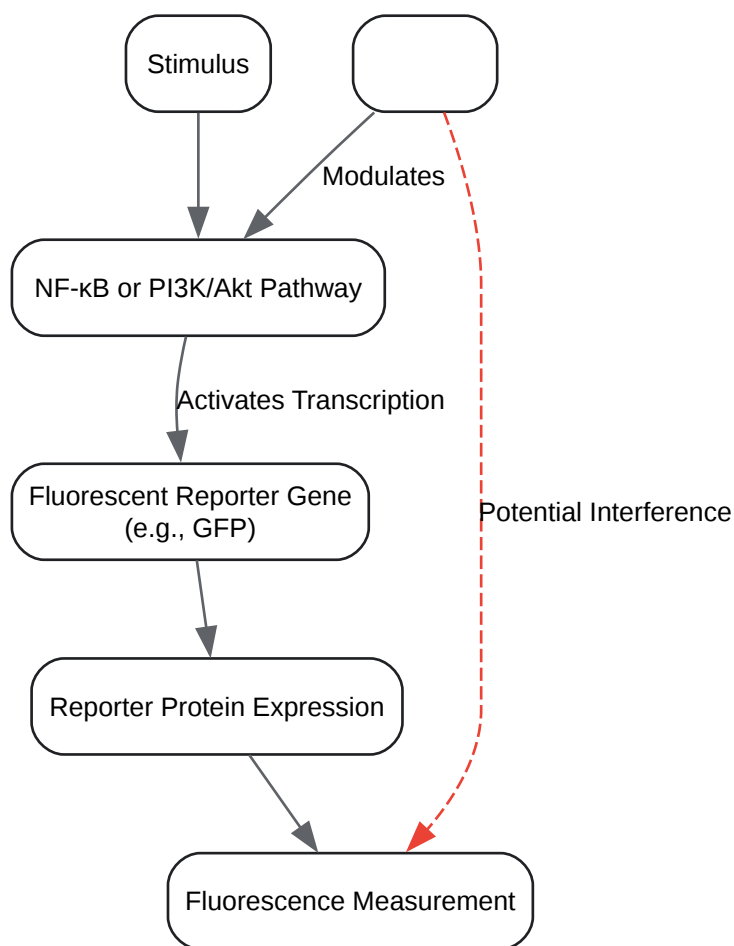 Stimulus
Modulates
NF-κB or PI3K/Akt Pathway
Activates Transcription
Fluorescent Reporter Gene
(e.g., GFP)
Potential Interference
Reporter Protein Expression
Fluorescence Measurement